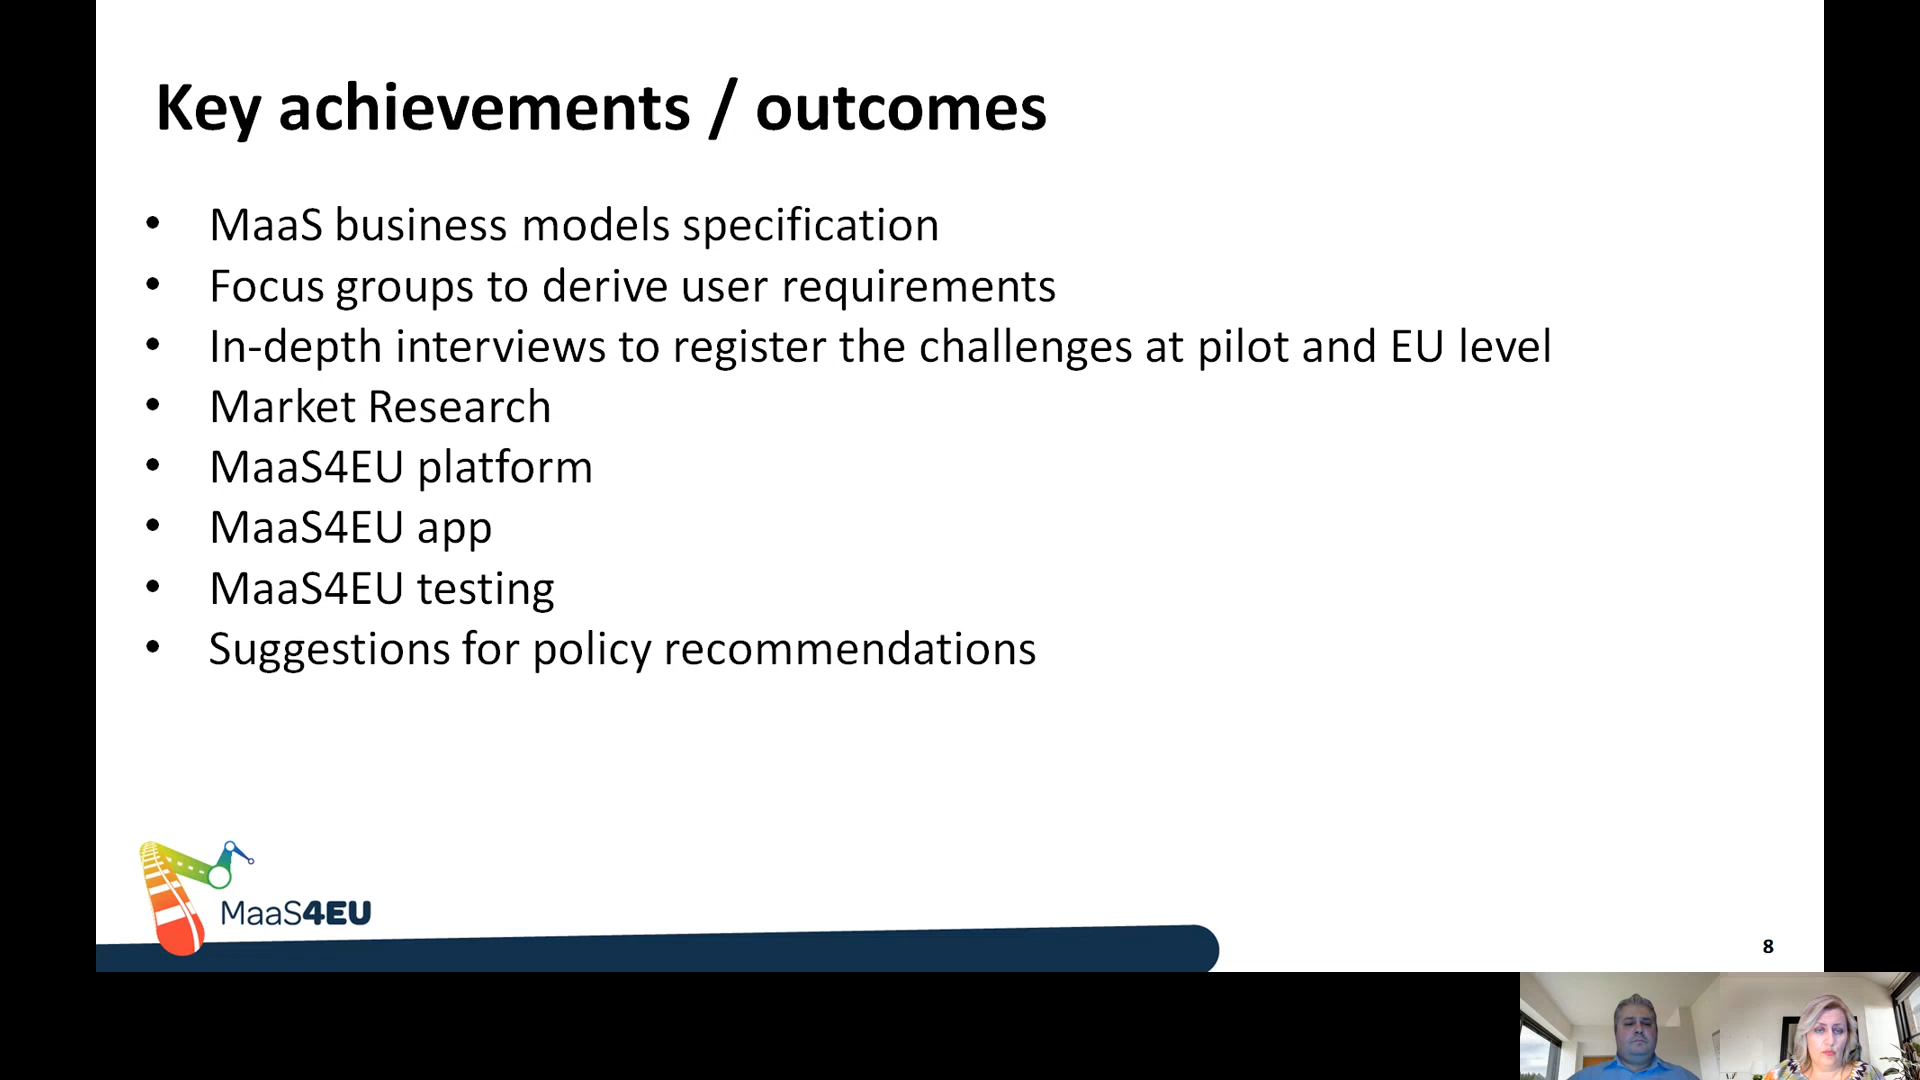 Key achievements / outcomes
• MaaS business models specification
• Focus groups to derive user requirements
• In-depth interviews to register the challenges at pilot and EU level
• Market Research
• MaaS4EU platform
• MaaS4EU app
• MaaS4EU testing
• Suggestions for policy recommendations
MaaS4EU
8